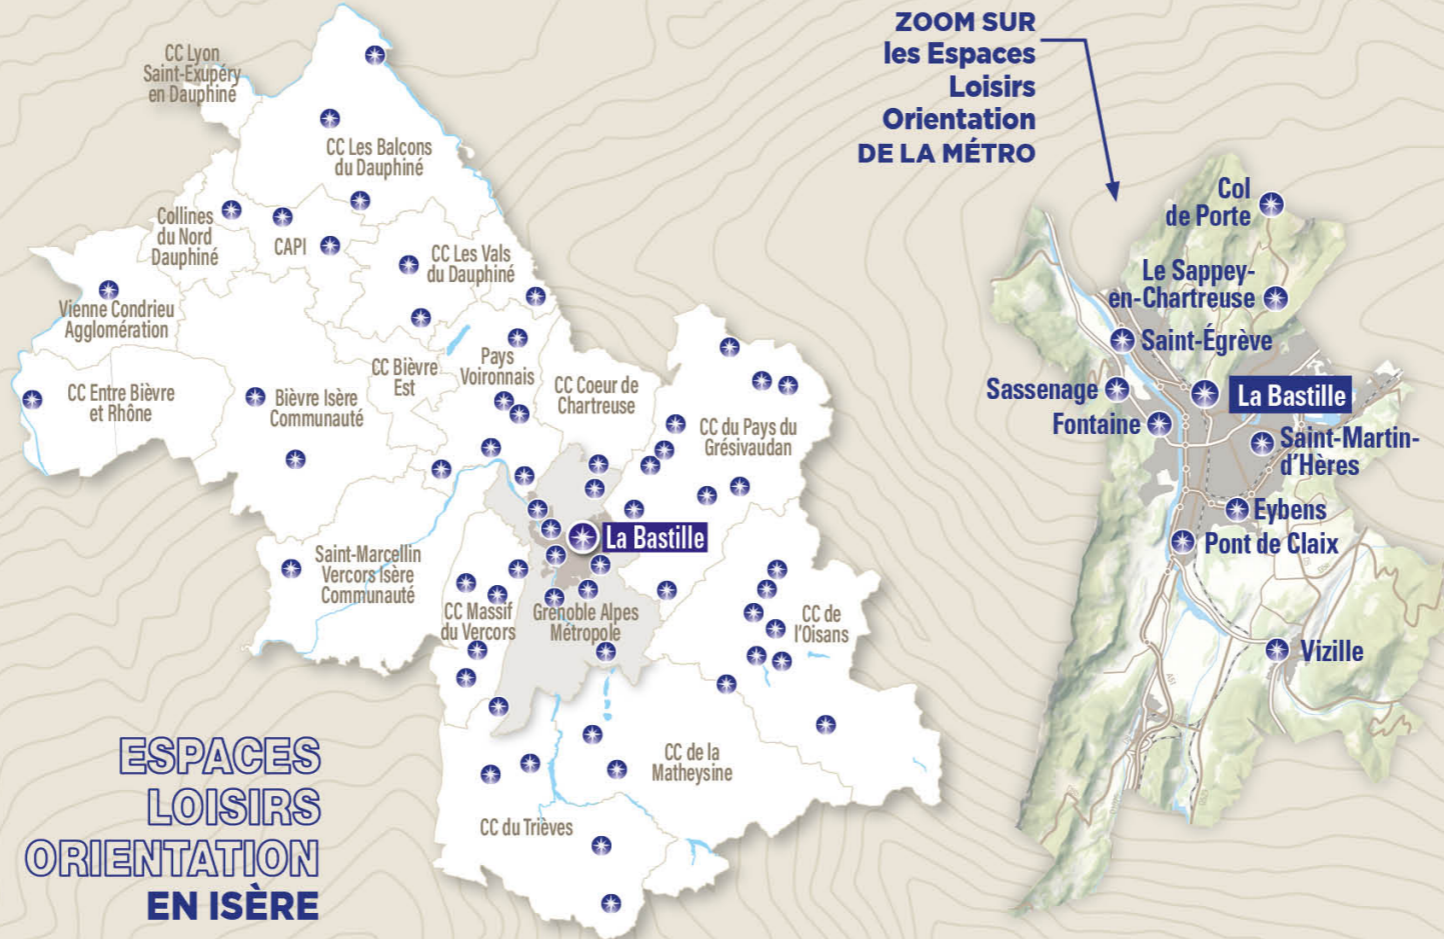 CC Lyon
Saint-Exupéry
en Dauphiné
CC Les Balcons
du Dauphiné
Collines
du Nord
Dauphiné
CAPI
CC Les Vals
du Dauphiné
Vienne Condrieu
Agglomération
CC Entre Bièvre
et Rhône
Bièvre Isère
Communauté
CC Bièvre
Est
Pays
Voironnais
CC Coeur de
Chartreuse
CC du Pays du
Grésivaudan
La Bastille
Saint-Marcellin
Vercors Isère
Communauté
CC Massif
du Vercors
Grenoble Alpes
Métropole
CC de
l'Oisans
CC de la
Matheysine
CC du Trièves
ESPACES
LOISIRS
ORIENTATION
EN ISÈRE
ZOOM SUR
les Espaces
Loisirs
Orientation
DE LA MÉTRO
Col
de Porte
Le Sappey-
en-Chartreuse
Saint-Égrève
Sassenage
La Bastille
Fontaine
Saint-Martin-
d'Hères
Eybens
Pont de Claix
Vizille